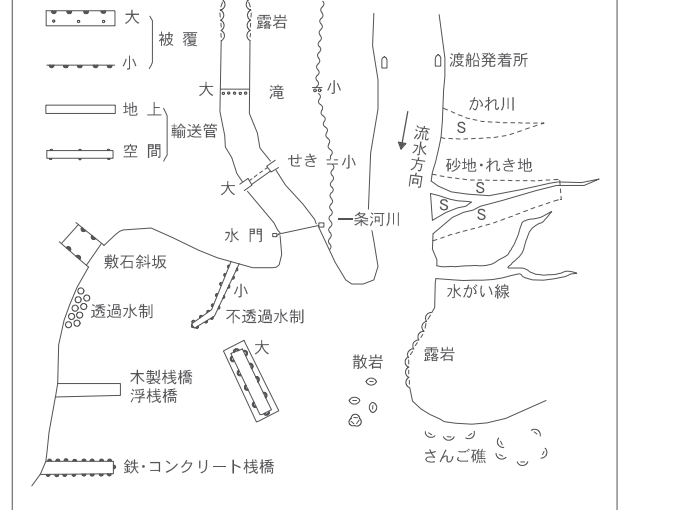 大
被 覆
小
地 上
輸送管
空 間
露岩
大
滝
小
せき
小
大
水 門
一条河川
渡船発着所
かれ川
S
流水方向
砂地・れき地
S
S
S
水がい線
敷石斜坂
透過水制
小
不透過水制
大
木製桟橋
浮桟橋
鉄・コンクリート桟橋
散岩
露岩
さんご礁